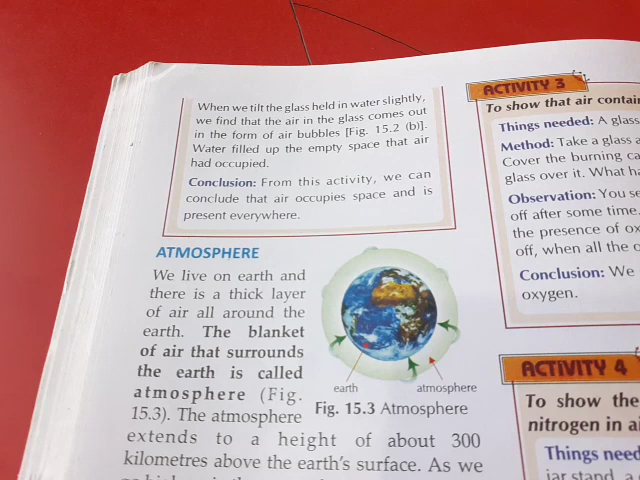 When we tilt the glass held in water slightly,
we find that the air in the glass comes out
in the form of air bubbles [Fig. 15.2 (b)].
Water filled up the empty space that air
had occupied.
Conclusion: From this activity, we can
conclude that air occupies space and is
present everywhere.
ATMOSPHERE
We live on earth and
there is a thick layer
of air all around the
earth. The blanket
of air that surrounds
the earth is called
atmosphere (Fig.
15.3). The atmosphere
extends to a height of about 300
kilometres above the earth's surface. As we
earth
atmosphere
Fig. 15.3 Atmosphere
ACTIVITY 3
To show that air contai
Things needed: A glass
Method: Take a glass a
Cover the burning ca
glass over it. What ha
Observation: You se
off after some time.
the presence of ox
off, when all the o
Conclusion: We
oxygen.
ACTIVITY 4
To show the
nitrogen in ai
Things need
jar stand, a